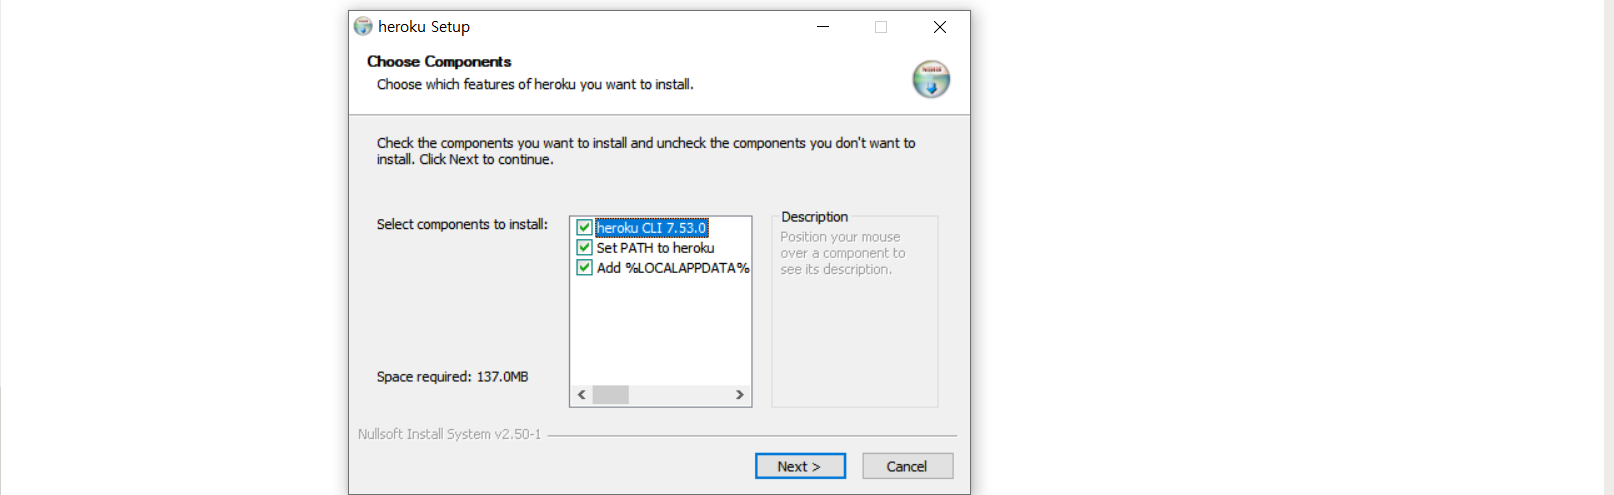 heroku Setup
Choose Components
Choose which features of heroku you want to install.
Check the components you want to install and uncheck the components you don't want to
install. Click Next to continue.
Select components to install:
heroku CLI 7.53.0
Set PATH to heroku
Add %LOCALAPPDATA%
Description
Position your mouse
over a component to
see its description.
Space required: 137.0MB
Nullsoft Install System v2.50-1
Next >
Cancel